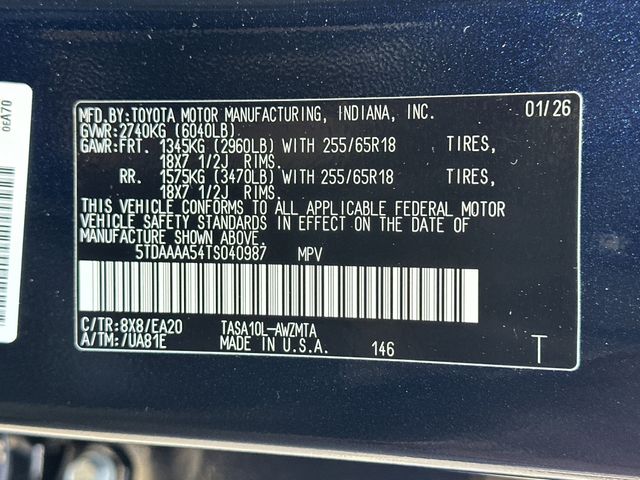 MFD.BY:TOYOTA MOTOR MANUFACTURING, INDIANA, INC. 01/26
GVWR:2740KG (6040LB)
GAWR:FRT. 1345KG (2960LB) WITH 255/65R18 TIRES,
18X7 1/2J RIMS.
RR. 1575KG (3470LB) WITH 255/65R18 TIRES,
18X7 1/2J RIMS.
THIS VEHICLE CONFORMS TO ALL APPLICABLE FEDERAL MOTOR
VEHICLE SAFETY STANDARDS IN EFFECT ON THE DATE OF
MANUFACTURE SHOWN ABOVE.
5TDAAAA54TS040987 MPV
C/TR:8X8/EA20 TASA10L-AWZMTA
A/TM:/UA81E MADE IN U.S.A. 146 T